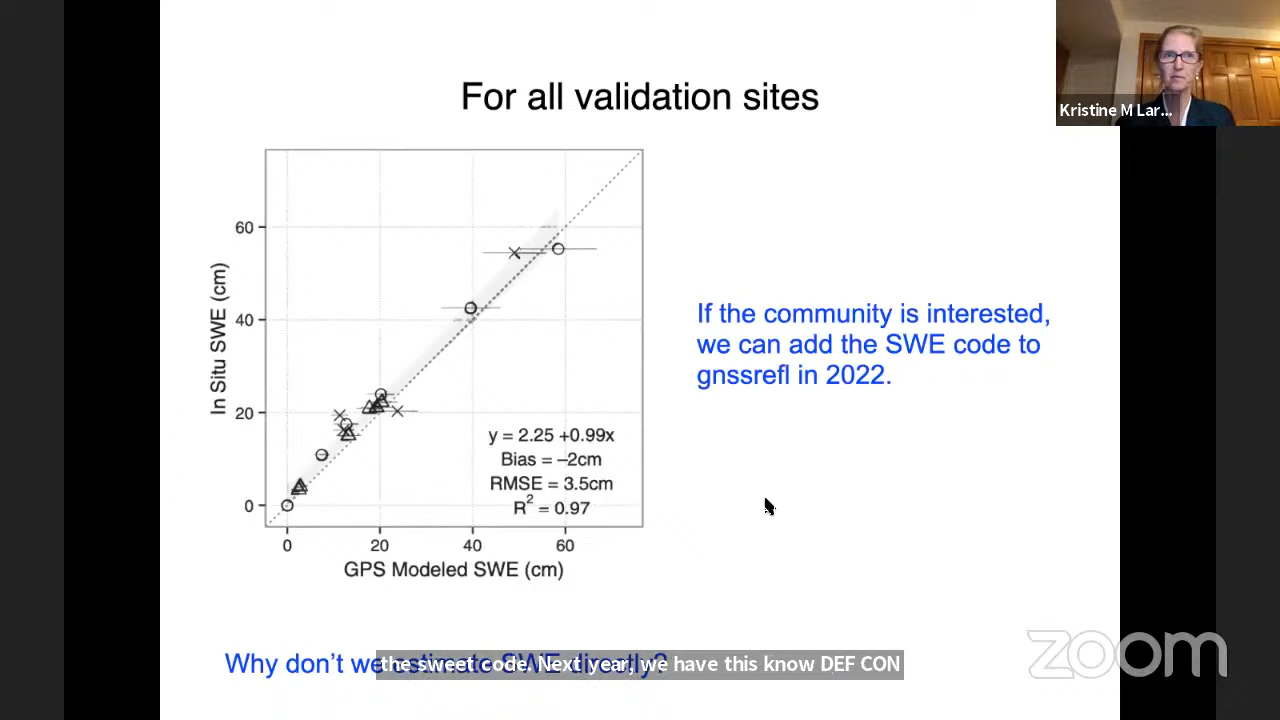 For all validation sites
Kristine M Lar...
60
40
20
0
In Situ SWE (cm)
y = 2.25 +0.99x
Bias = –2cm
RMSE = 3.5cm
R2 = 0.97
0 20 40 60
GPS Modeled SWE (cm)
If the community is interested,
we can add the SWE code to
gnssrefl in 2022.
Why don't we estimate SWE directly?
the sweet code. Next year, we have this know DEF CON
zoom